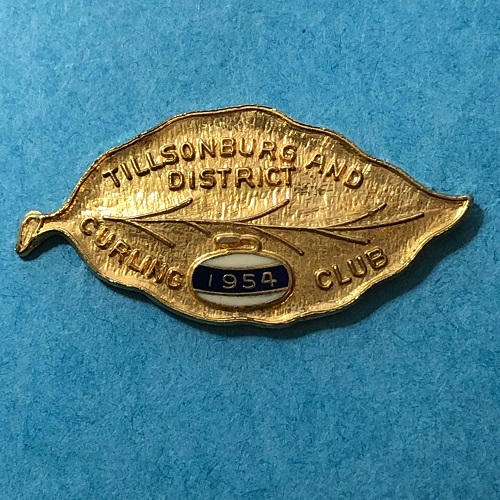 TILLSONBURG AND
DISTRICT
CURLING CLUB
1954